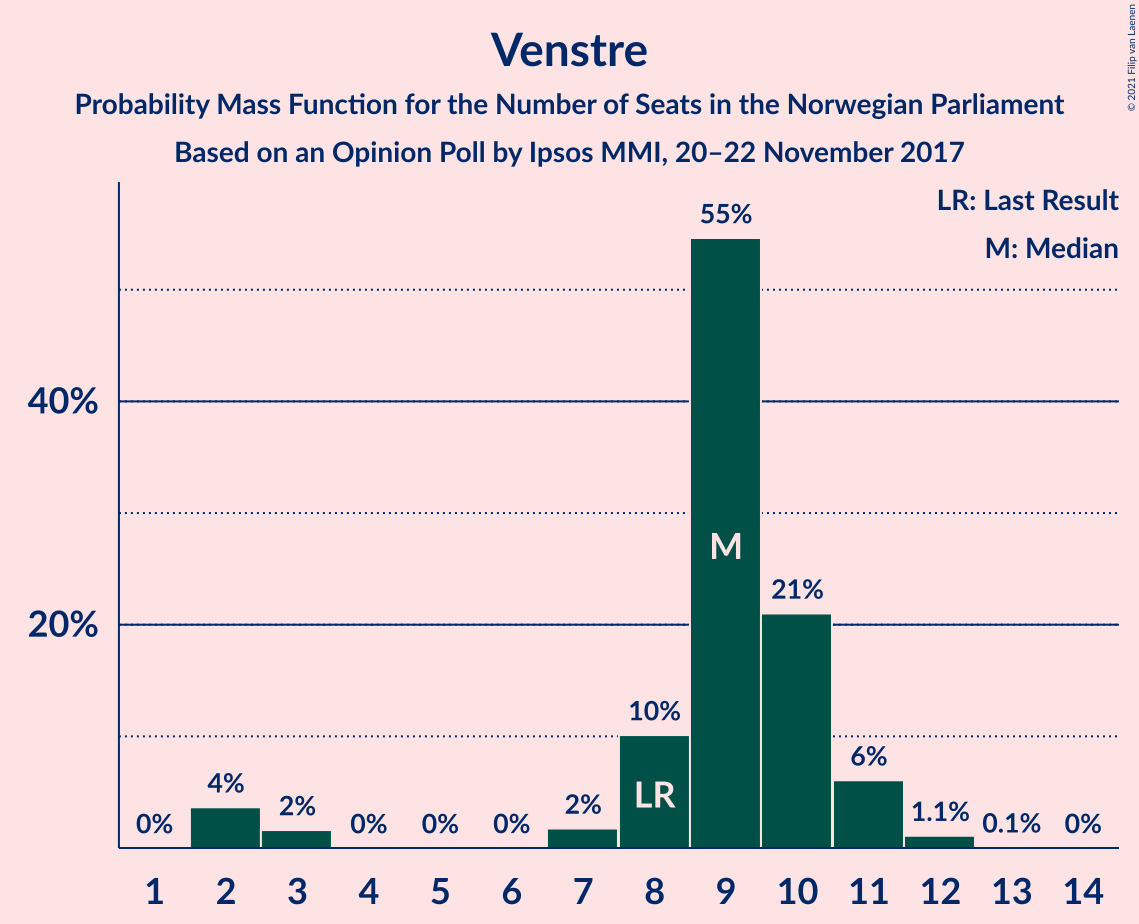 Venstre
Probability Mass Function for the Number of Seats in the Norwegian Parliament
Based on an Opinion Poll by Ipsos MMI, 20–22 November 2017
© 2021 Filip van Laenen
LR: Last Result
M: Median
55%
40%
M
21%
20%
10%
6%
4%
2%
2%
LR
1.1%
0.1%
0%
0%
0%
0%
0%
1 2 3 4 5 6 7 8 9 10 11 12 13 14